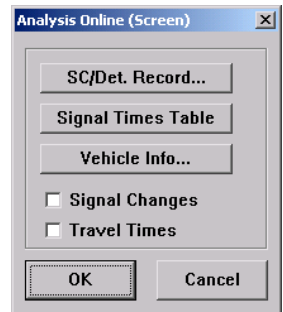 Analysis Online (Screen)
SC/Det. Record...
Signal Times Table
Vehicle Info...
Signal Changes
Travel Times
OK Cancel